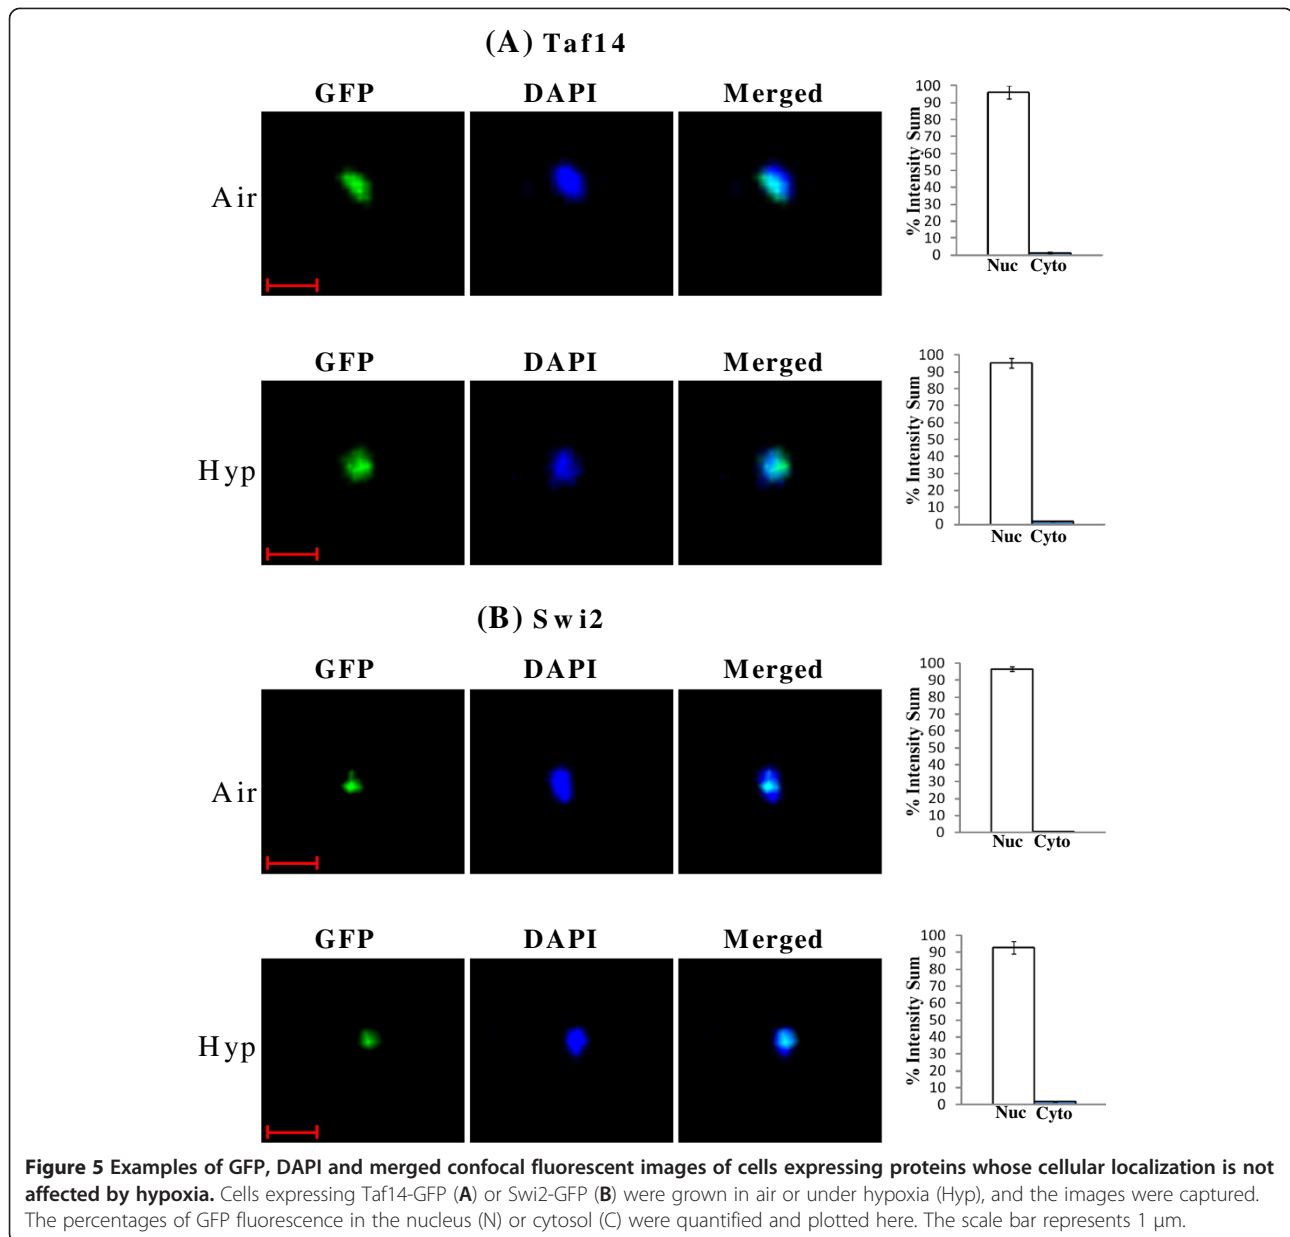 (A) Taf14
GFP DAPI Merged
Air
% Intensity Sum
100
90
80
70
60
50
40
30
20
10
0
Nuc Cyto
GFP DAPI Merged
Hyp
% Intensity Sum
100
90
80
70
60
50
40
30
20
10
0
Nuc Cyto
(B) Swi2
GFP DAPI Merged
Air
% Intensity Sum
100
90
80
70
60
50
40
30
20
10
0
Nuc Cyto
GFP DAPI Merged
Hyp
% Intensity Sum
100
90
80
70
60
50
40
30
20
10
0
Nuc Cyto
Figure 5 Examples of GFP, DAPI and merged confocal fluorescent images of cells expressing proteins whose cellular localization is not
affected by hypoxia. Cells expressing Taf14-GFP (A) or Swi2-GFP (B) were grown in air or under hypoxia (Hyp), and the images were captured.
The percentages of GFP fluorescence in the nucleus (N) or cytosol (C) were quantified and plotted here. The scale bar represents 1 μm.